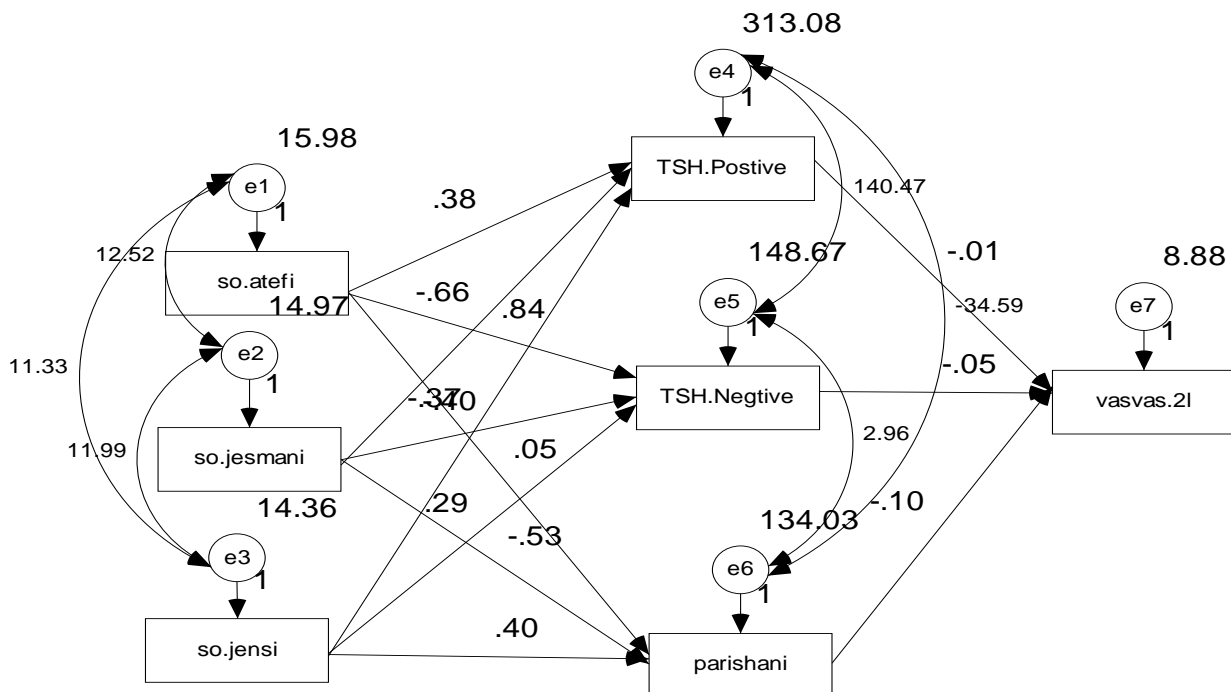 313.08
e4
1
15.98
TSH.Postive
e1
.38
140.47
1
148.67
8.88
12.52
-.01
so.atefi
-.66
e5
e7
14.97
.84
-34.59
1
1
e2
11.33
-.05
1
TSH.Negtive
vasvas.2l
-.37
11.99
.05
2.96
so.jesmani
14.36
.29
-.10
134.03
-.53
e3
e6
1
1
.40
so.jensi
parishani